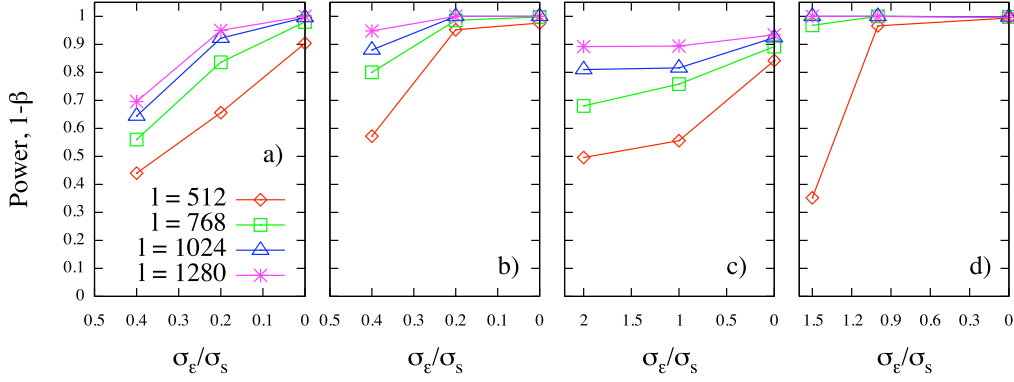 Power, 1-β
1
0.9
0.8
0.7
0.6
0.5
0.4
0.3
0.2
0.1
0
a)
l = 512
l = 768
l = 1024
l = 1280
b)
c)
d)
0.5 0.4 0.3 0.2 0.1 0
0.5 0.4 0.3 0.2 0.1 0
2 1.5 1 0.5 0
1.5 1.2 0.9 0.6 0.3 0
σε/σs
σε/σs
σε/σs
σε/σs